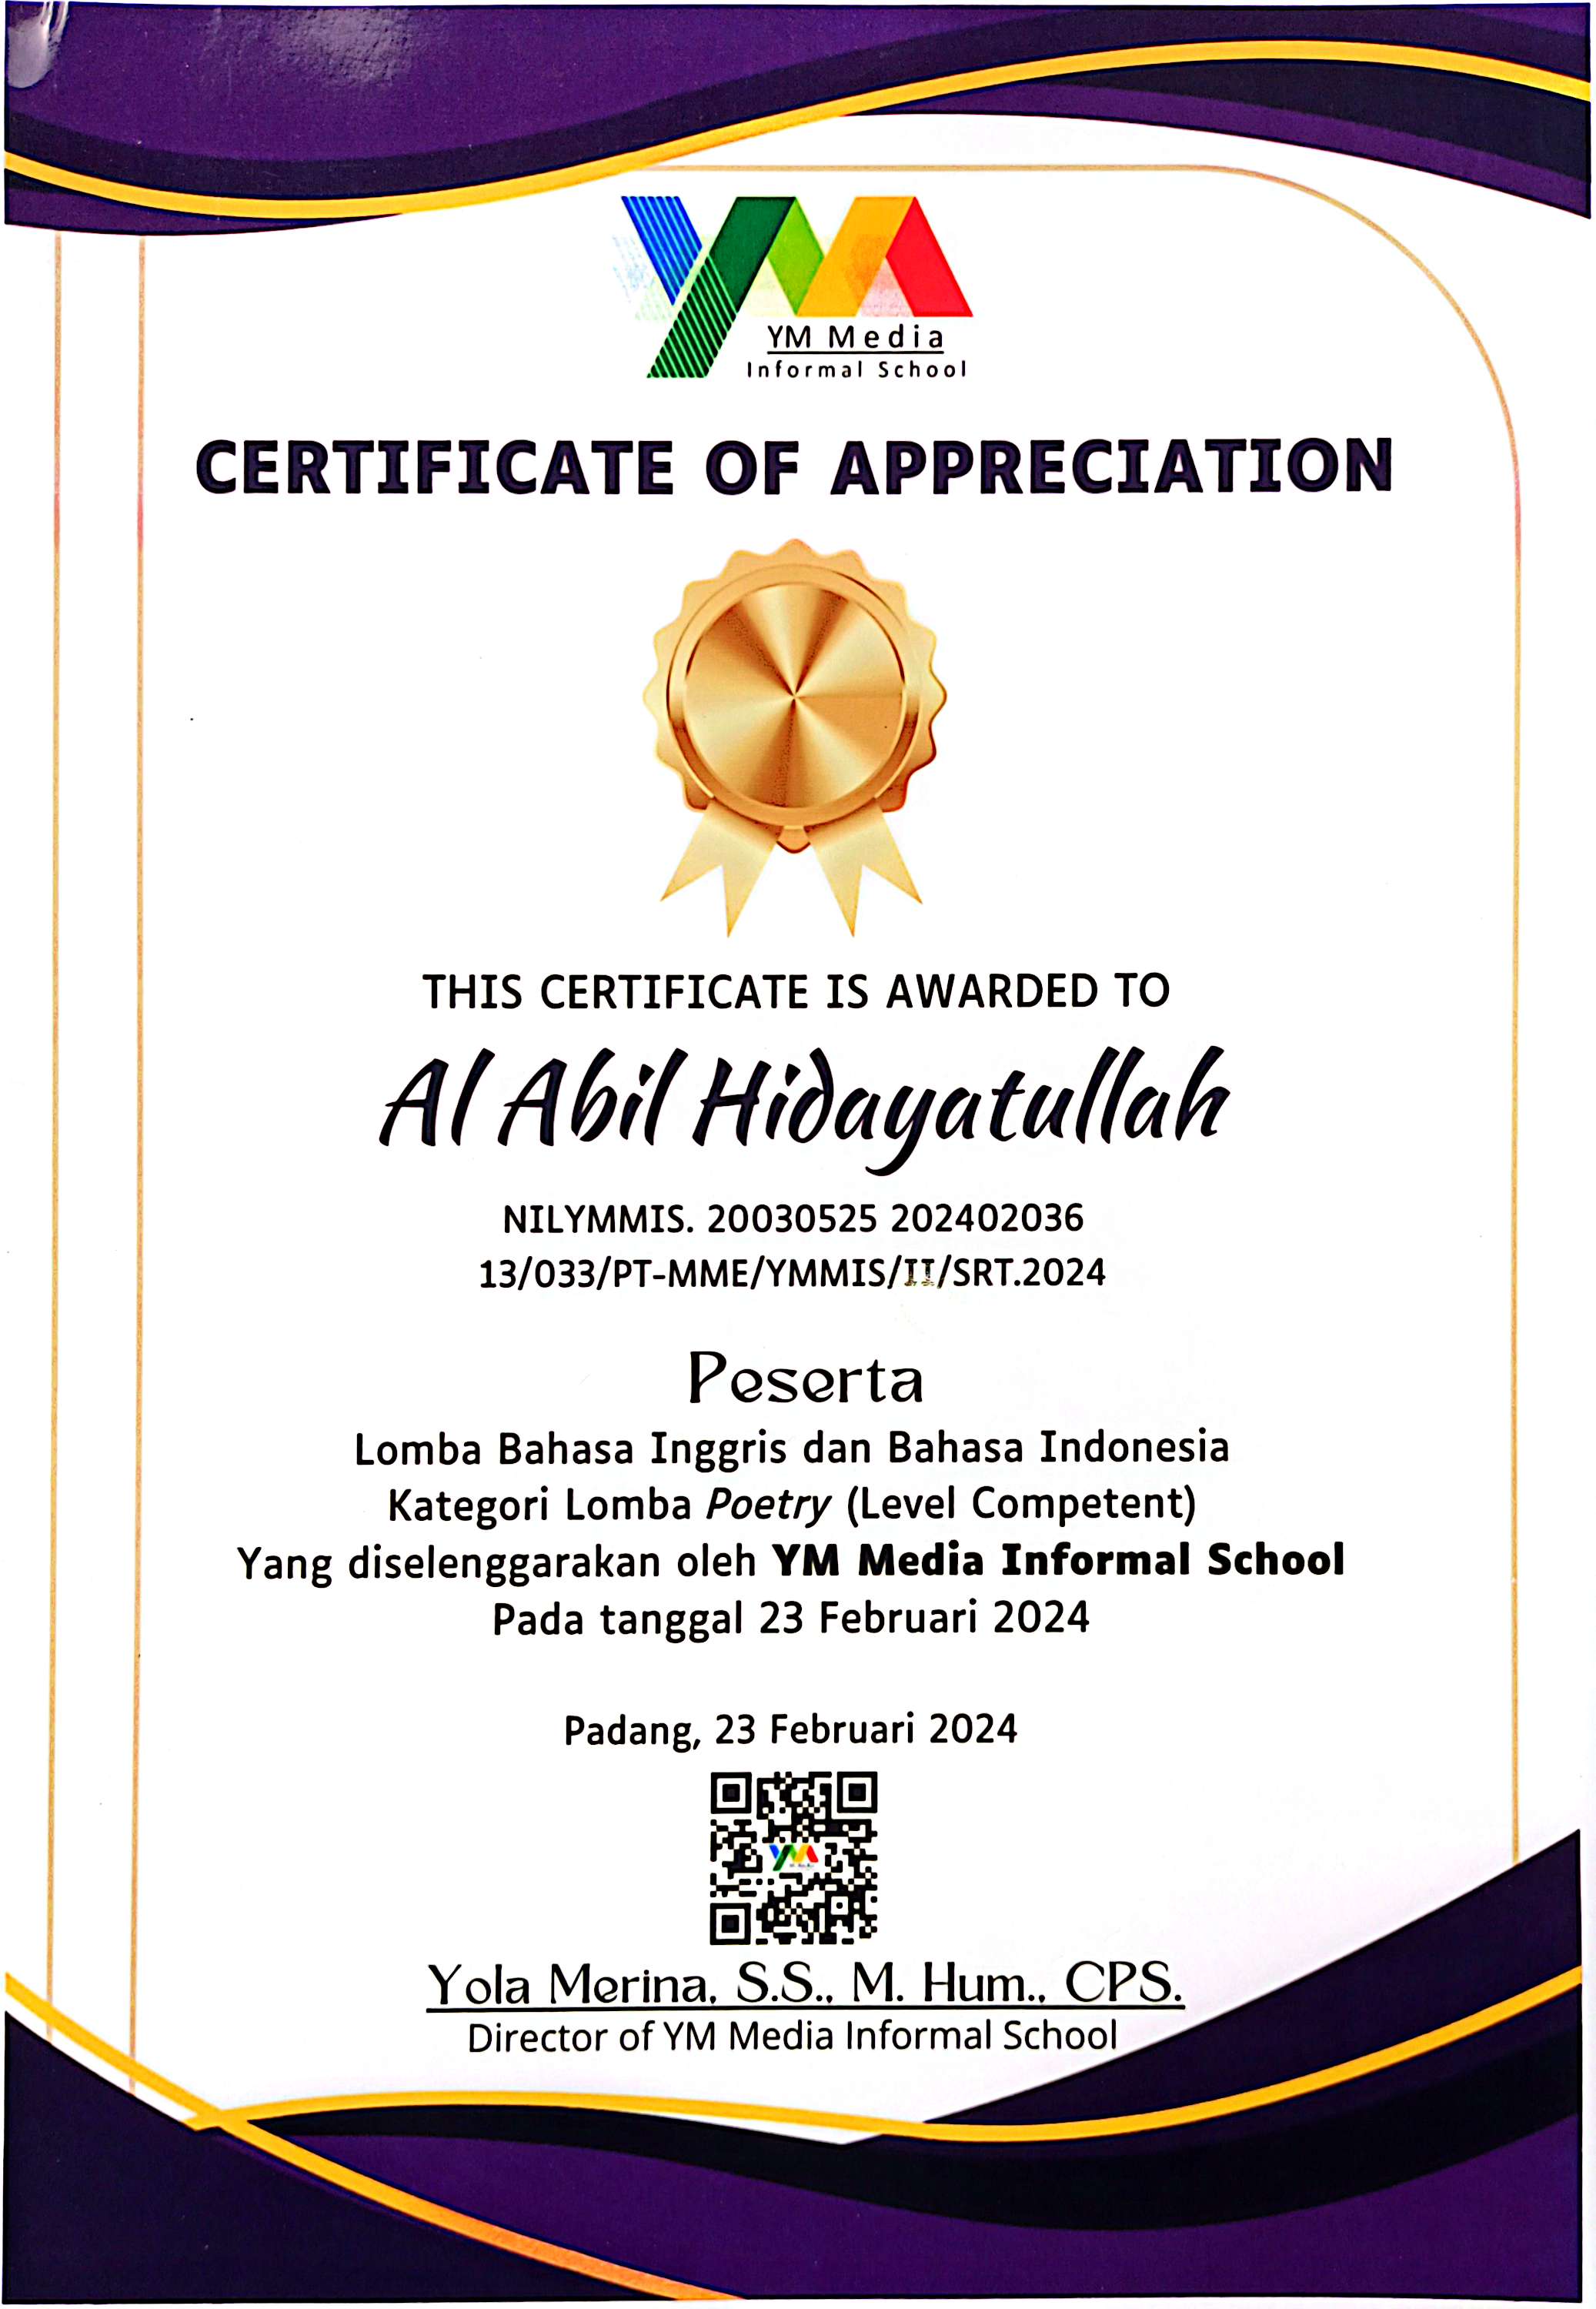 YM Media
Informal School
CERTIFICATE OF APPRECIATION
THIS CERTIFICATE IS AWARDED TO
Al Abil Hidayatullah
NILYMMIS. 20030525 202402036
13/033/PT-MME/YMMIS/II/SRT.2024
Peserta
Lomba Bahasa Inggris dan Bahasa Indonesia
Kategori Lomba Poetry (Level Competent)
Yang diselenggarakan oleh YM Media Informal School
Pada tanggal 23 Februari 2024
Padang, 23 Februari 2024
Yola Merina, S.S., M. Hum., CPS.
Director of YM Media Informal School